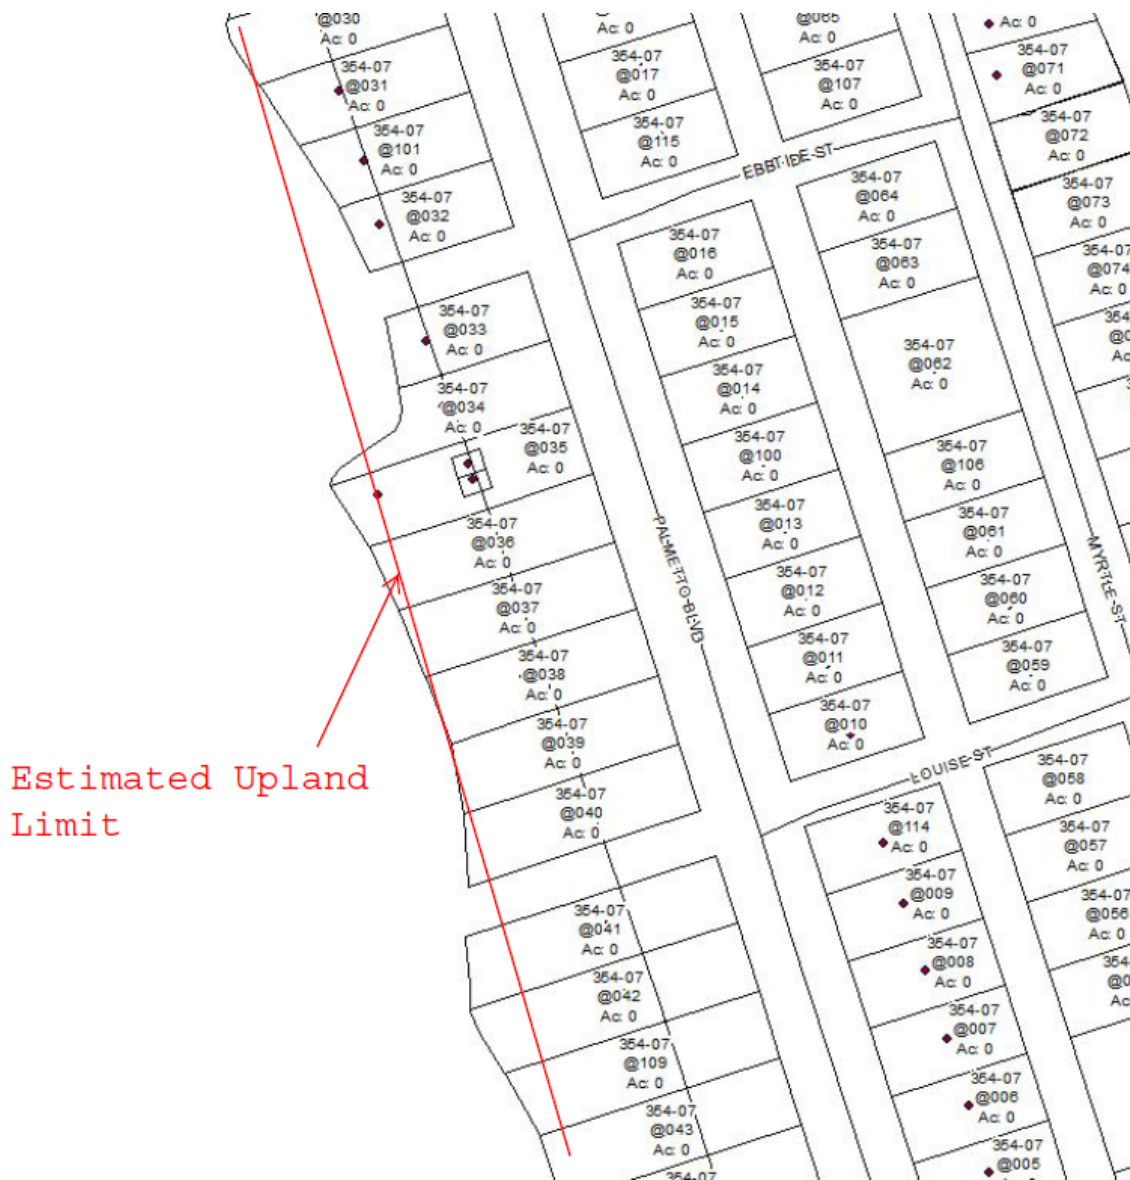 @030
Ac: 0
354-07
@031
Ac: 0
354-07
@101
Ac: 0
354-07
@032
Ac: 0
354-07
@033
Ac: 0
354-07
@034
Ac: 0
354-07
@035
Ac: 0
354-07
@036
Ac: 0
354-07
@037
Ac: 0
354-07
@038
Ac: 0
354-07
@039
Ac: 0
354-07
@040
Ac: 0
354-07
@041
Ac: 0
354-07
@042
Ac: 0
354-07
@109
Ac: 0
354-07
@043
Ac: 0
354-07
Estimated Upland
Limit
PALMETTO BLVD
Ac: 0
354-07
@017
Ac: 0
354-07
@115
Ac: 0
@065
Ac: 0
354-07
@107
Ac: 0
EBBTIDE ST
354-07
@016
Ac: 0
354-07
@015
Ac: 0
354-07
@014
Ac: 0
354-07
@100
Ac: 0
354-07
@013
Ac: 0
354-07
@012
Ac: 0
354-07
@011
Ac: 0
354-07
@010
Ac: 0
354-07
@064
Ac: 0
354-07
@063
Ac: 0
354-07
@062
Ac: 0
354-07
@106
Ac: 0
354-07
@061
Ac: 0
354-07
@060
Ac: 0
354-07
@059
Ac: 0
LOUISE ST
MYRTLE ST
Ac: 0
354-07
@071
Ac: 0
354-07
@072
Ac: 0
354-07
@073
Ac: 0
354-07
@074
Ac: 0
354-07
@114
Ac: 0
354-07
@009
Ac: 0
354-07
@008
Ac: 0
354-07
@007
Ac: 0
354-07
@006
Ac: 0
354-07
@005
Ac: 0
354-07
@058
Ac: 0
354-07
@057
Ac: 0
354-07
@056
Ac: 0